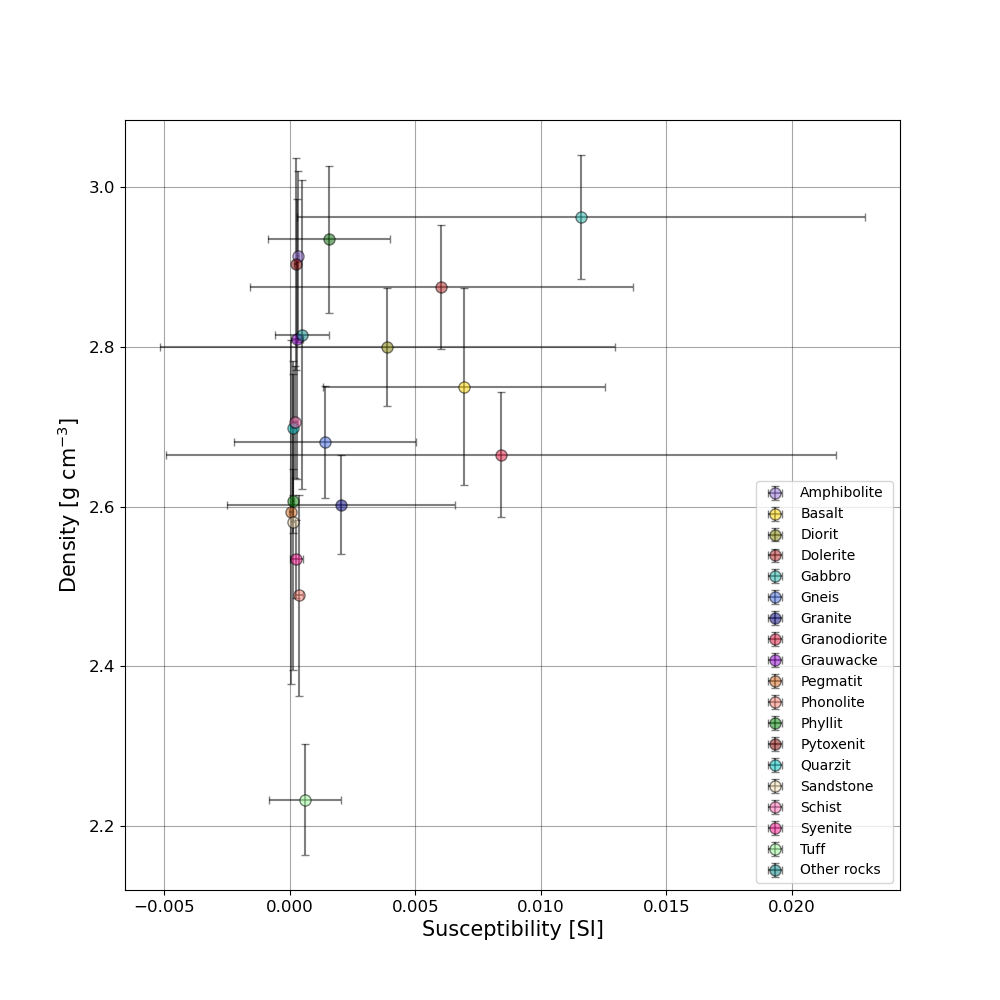 3.0
2.8
2.6
2.4
2.2
Density [g cm⁻³]
−0.005
0.000
0.005
0.010
0.015
0.020
Susceptibility [SI]
Amphibolite
Basalt
Diorit
Dolerite
Gabbro
Gneis
Granite
Granodiorite
Grauwacke
Pegmatit
Phonolite
Phyllit
Pytoxenit
Quarzit
Sandstone
Schist
Syenite
Tuff
Other rocks